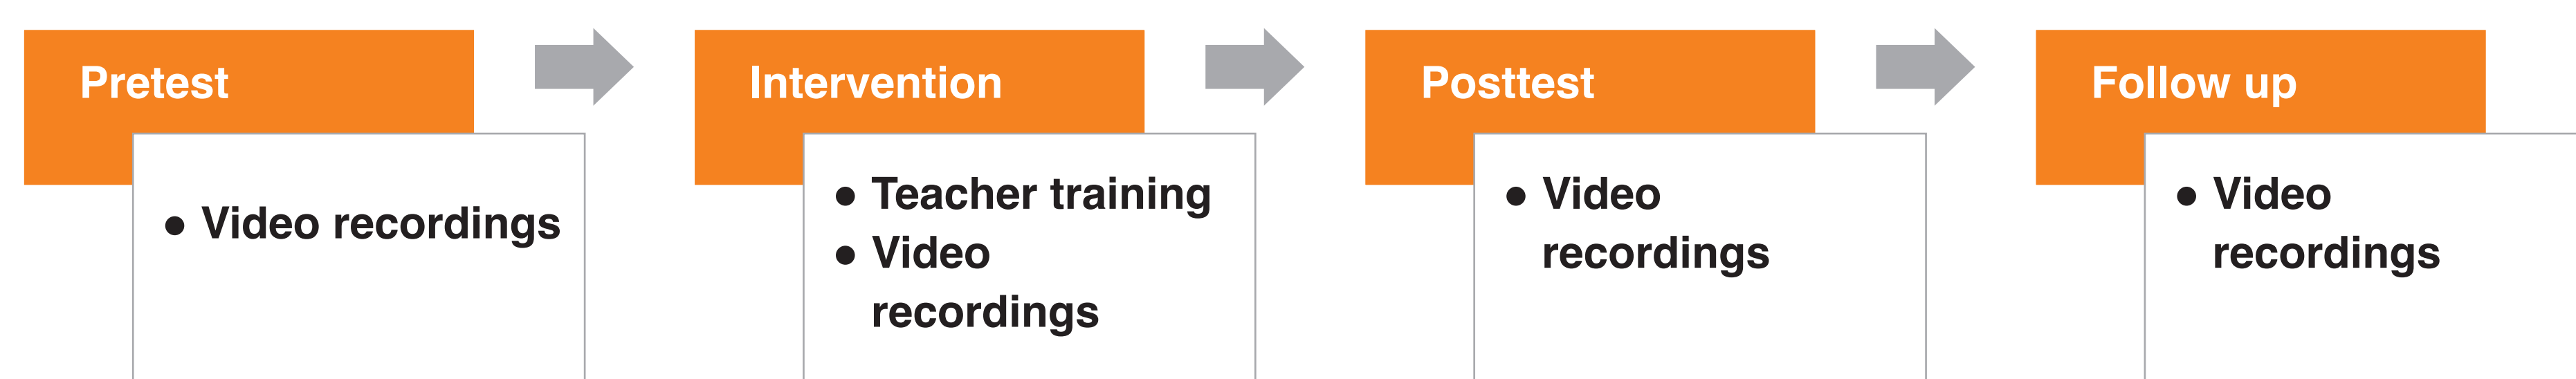 Pretest
● Video recordings
Intervention
● Teacher training
● Video
recordings
Posttest
● Video
recordings
Follow up
● Video
recordings